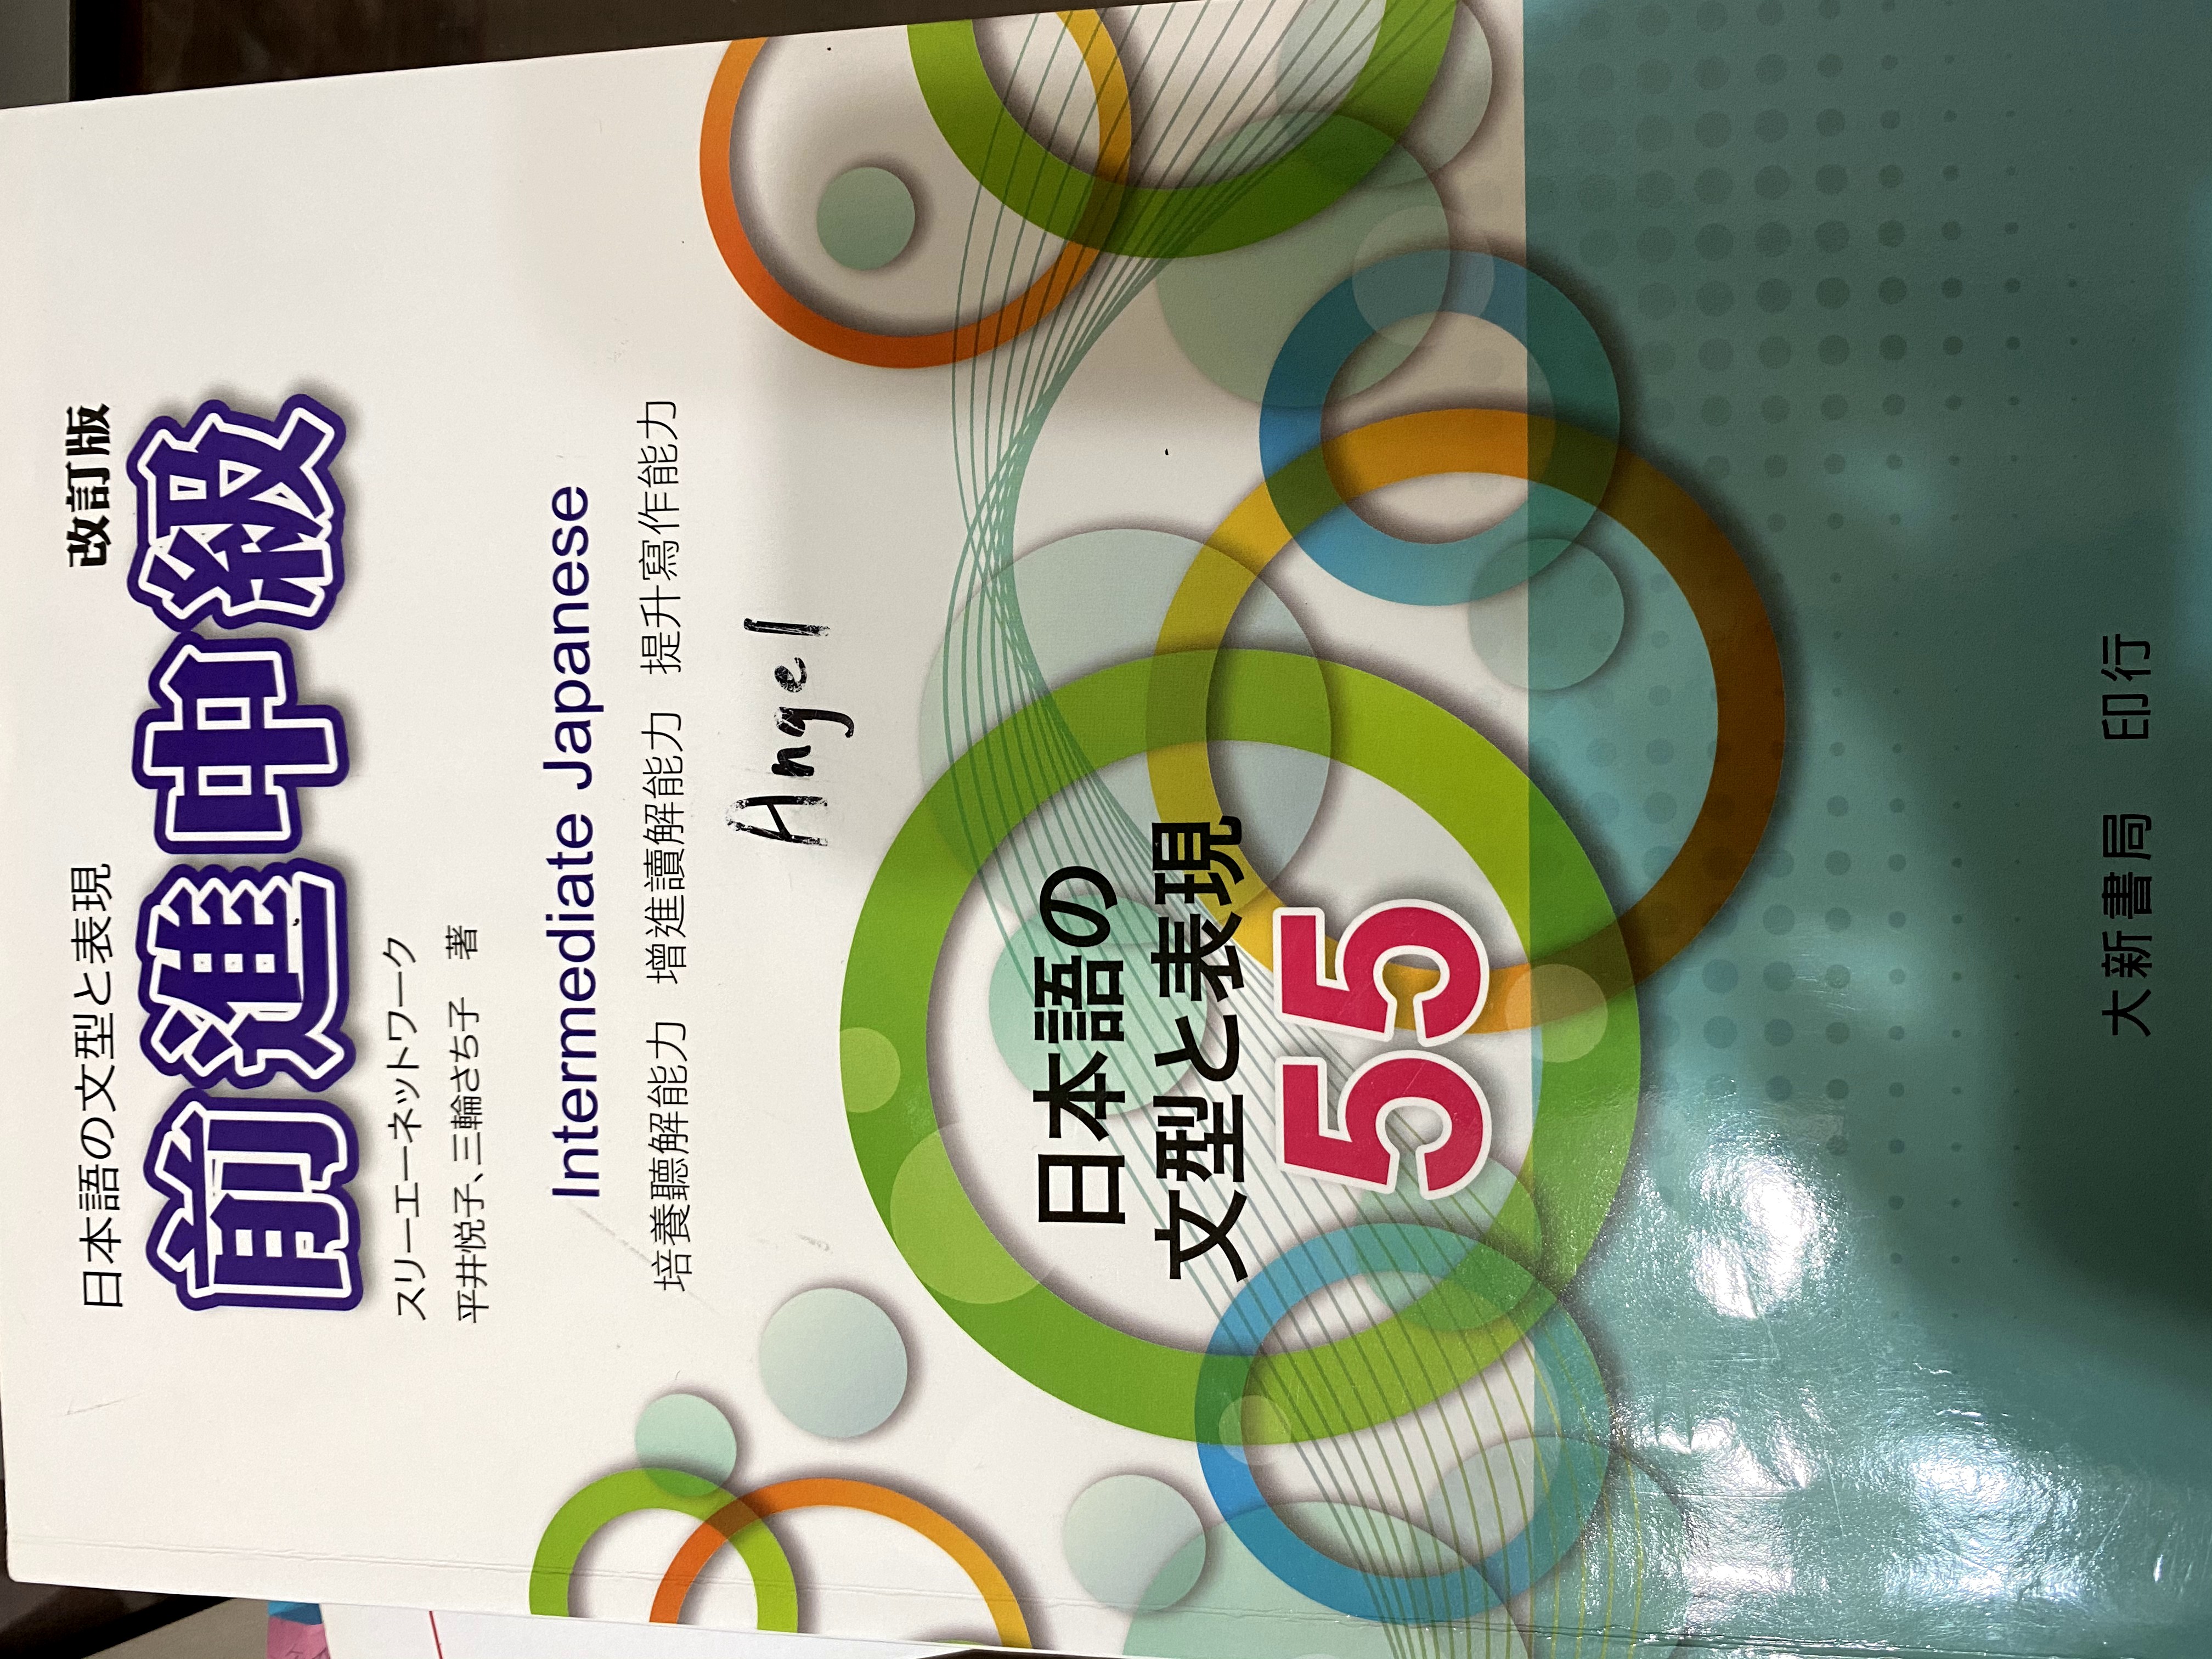 日本語の文型と表現 改訂版
前進中級
スリーエーネットワーク
平井悦子、三輪さち子 著
Intermediate Japanese
培養聽解能力 增進讀解能力 提升寫作能力
Angel
日本語の
文型と表現
55
大新書局 印行